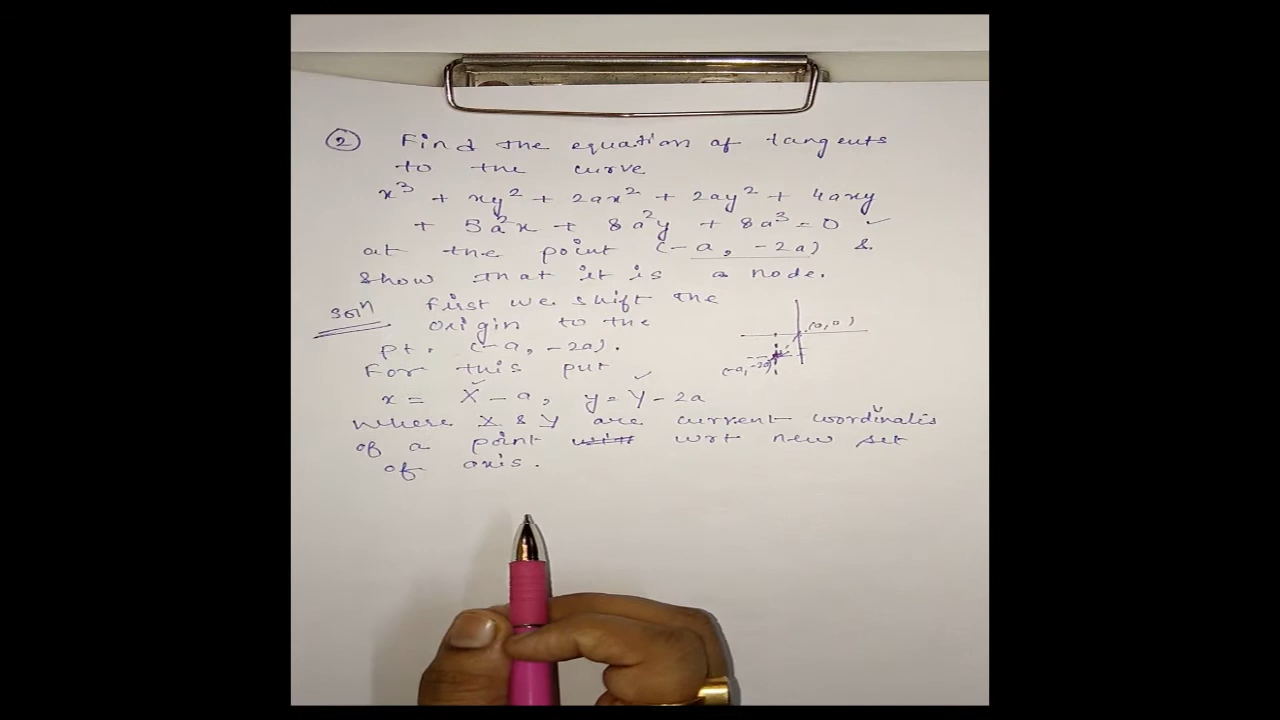 ② Find the equation of tangents
to the curve
x³ + xy² + 2ax² + 2ay² + 4axy
+ 5a²x + 8a²y + 8a³ = 0 ✓
at the point (-a, -2a) &
show that it is a node.
Solⁿ First we shift the
origin to the
pt. (-a, -2a).
For this put
x = X - a, y = Y - 2a
where X & Y are current coordinates
of a point wrt new set
of axis.
(0,0)
(-a, -2a)